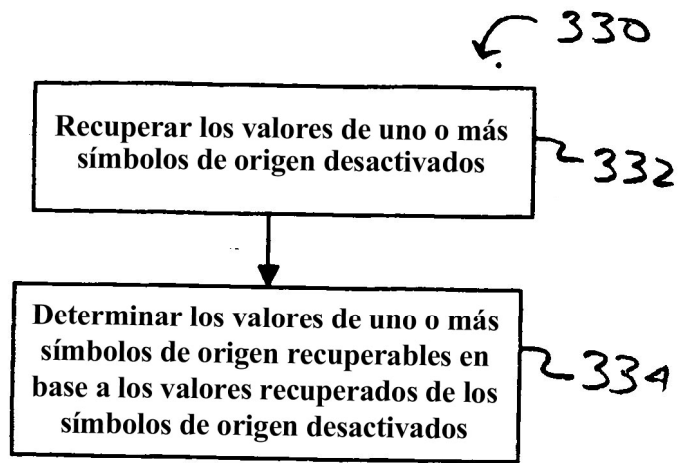 330
Recuperar los valores de uno o más
símbolos de origen desactivados
332
Determinar los valores de uno o más
símbolos de origen recuperables en
base a los valores recuperados de los
símbolos de origen desactivados
334